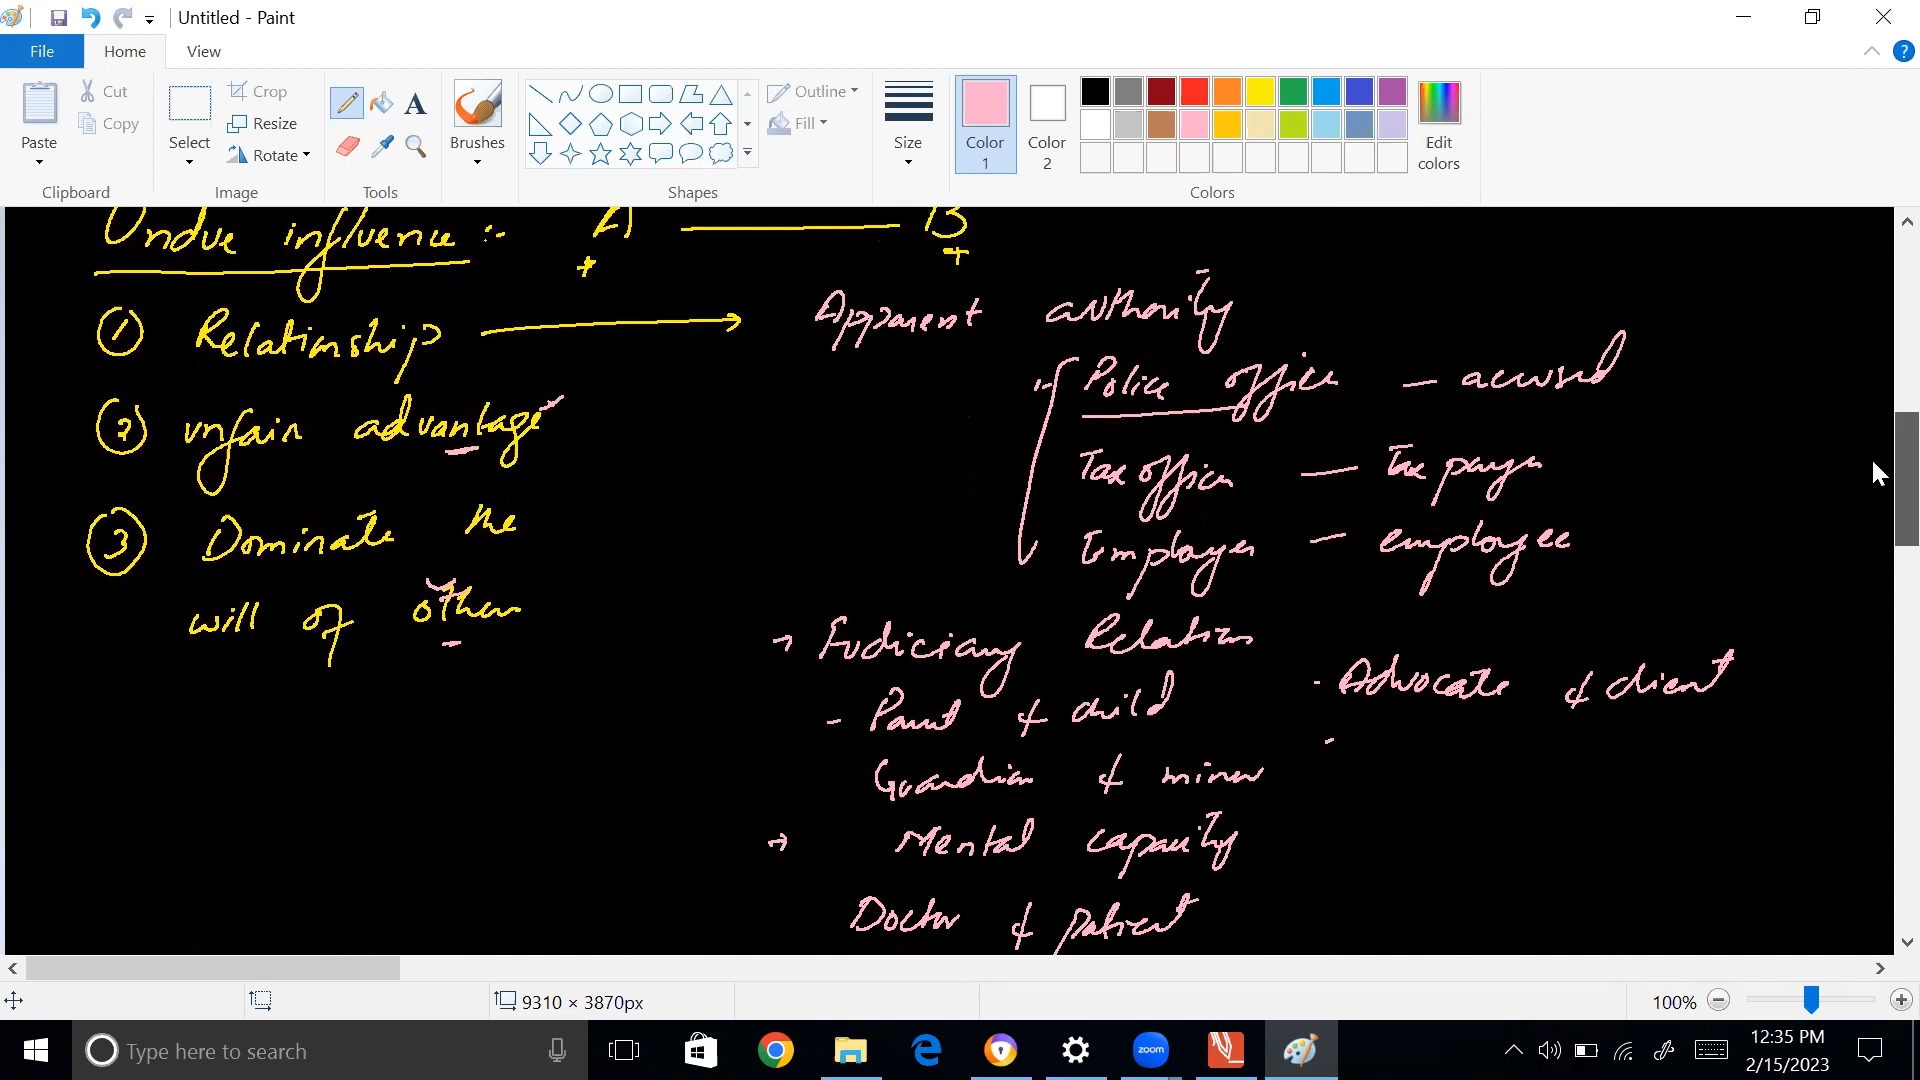 Untitled - Paint
File
Home
View
Paste
Cut
Copy
Clipboard
Select
Crop
Resize
Rotate
Image
Tools
A
Brushes
Shapes
Outline
Fill
Size
Color 1
Color 2
Edit colors
Colors
Undue influence :- A — B
+ +
① Relationship → Apparent authority
Police officer — accused
② unfair advantage
Tax officer — Tax payer
③ Dominate the
Employer — employee
will of other
→ Fudiciary Relation
- Advocate & client
- Parent & child
Guardian & minor
→ Mental capacity
Doctor & patient
9310 × 3870px
100%
Type here to search
zoom
12:35 PM
2/15/2023